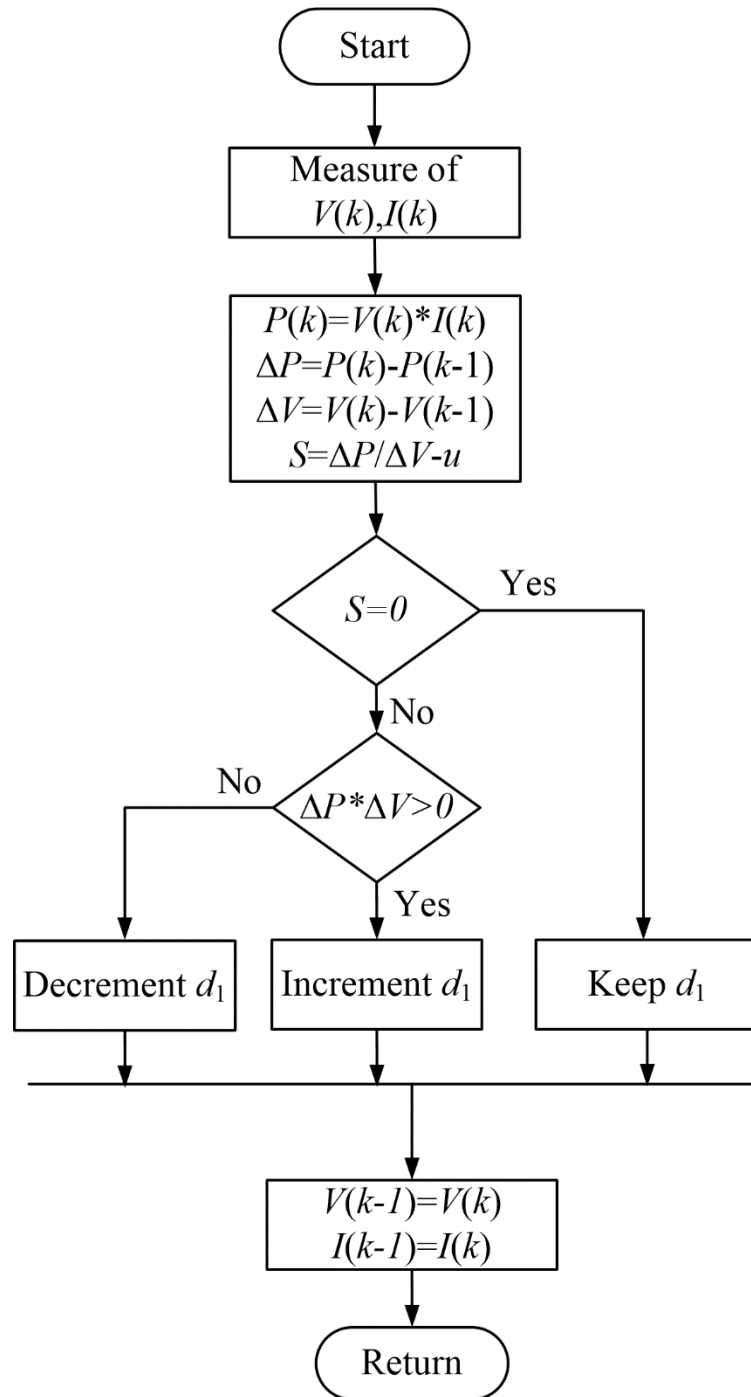 Start
Measure of
V(k),I(k)
P(k)=V(k)*I(k)
ΔP=P(k)-P(k-1)
ΔV=V(k)-V(k-1)
S=ΔP/ΔV-u
S=0
Yes
No
No
ΔP*ΔV>0
Yes
Decrement d₁
Increment d₁
Keep d₁
V(k-1)=V(k)
I(k-1)=I(k)
Return